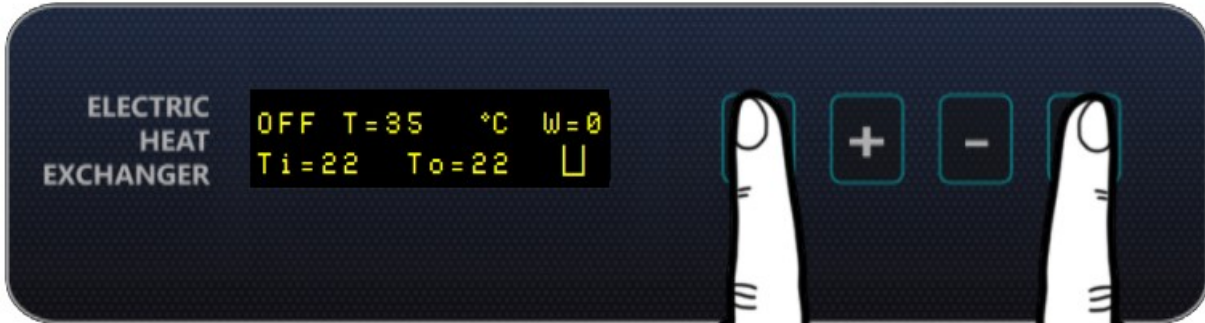 ELECTRIC
HEAT
EXCHANGER
OFF T=35 °C W=0
Ti=22 To=22
+ -